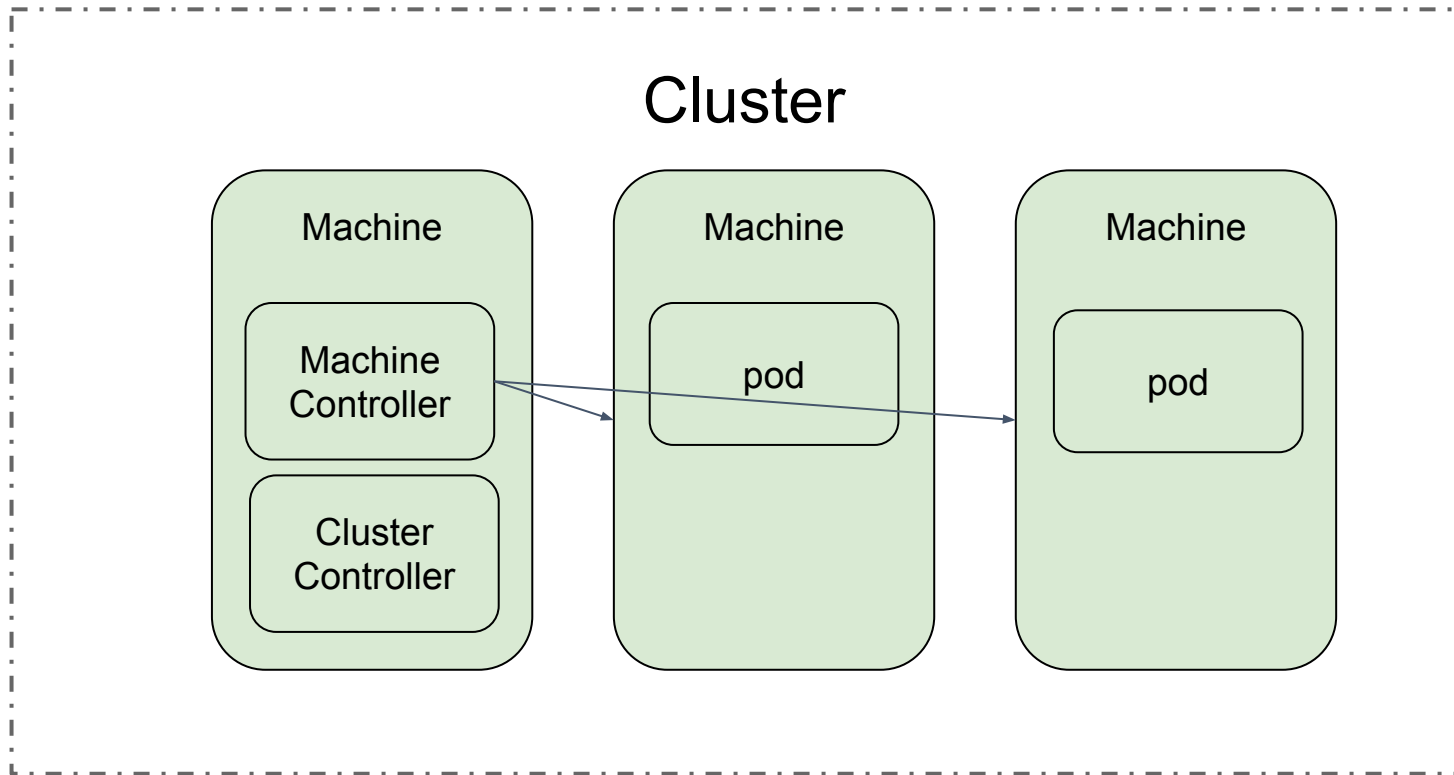 Cluster
Machine
Machine
Controller
Cluster
Controller
Machine
pod
Machine
pod